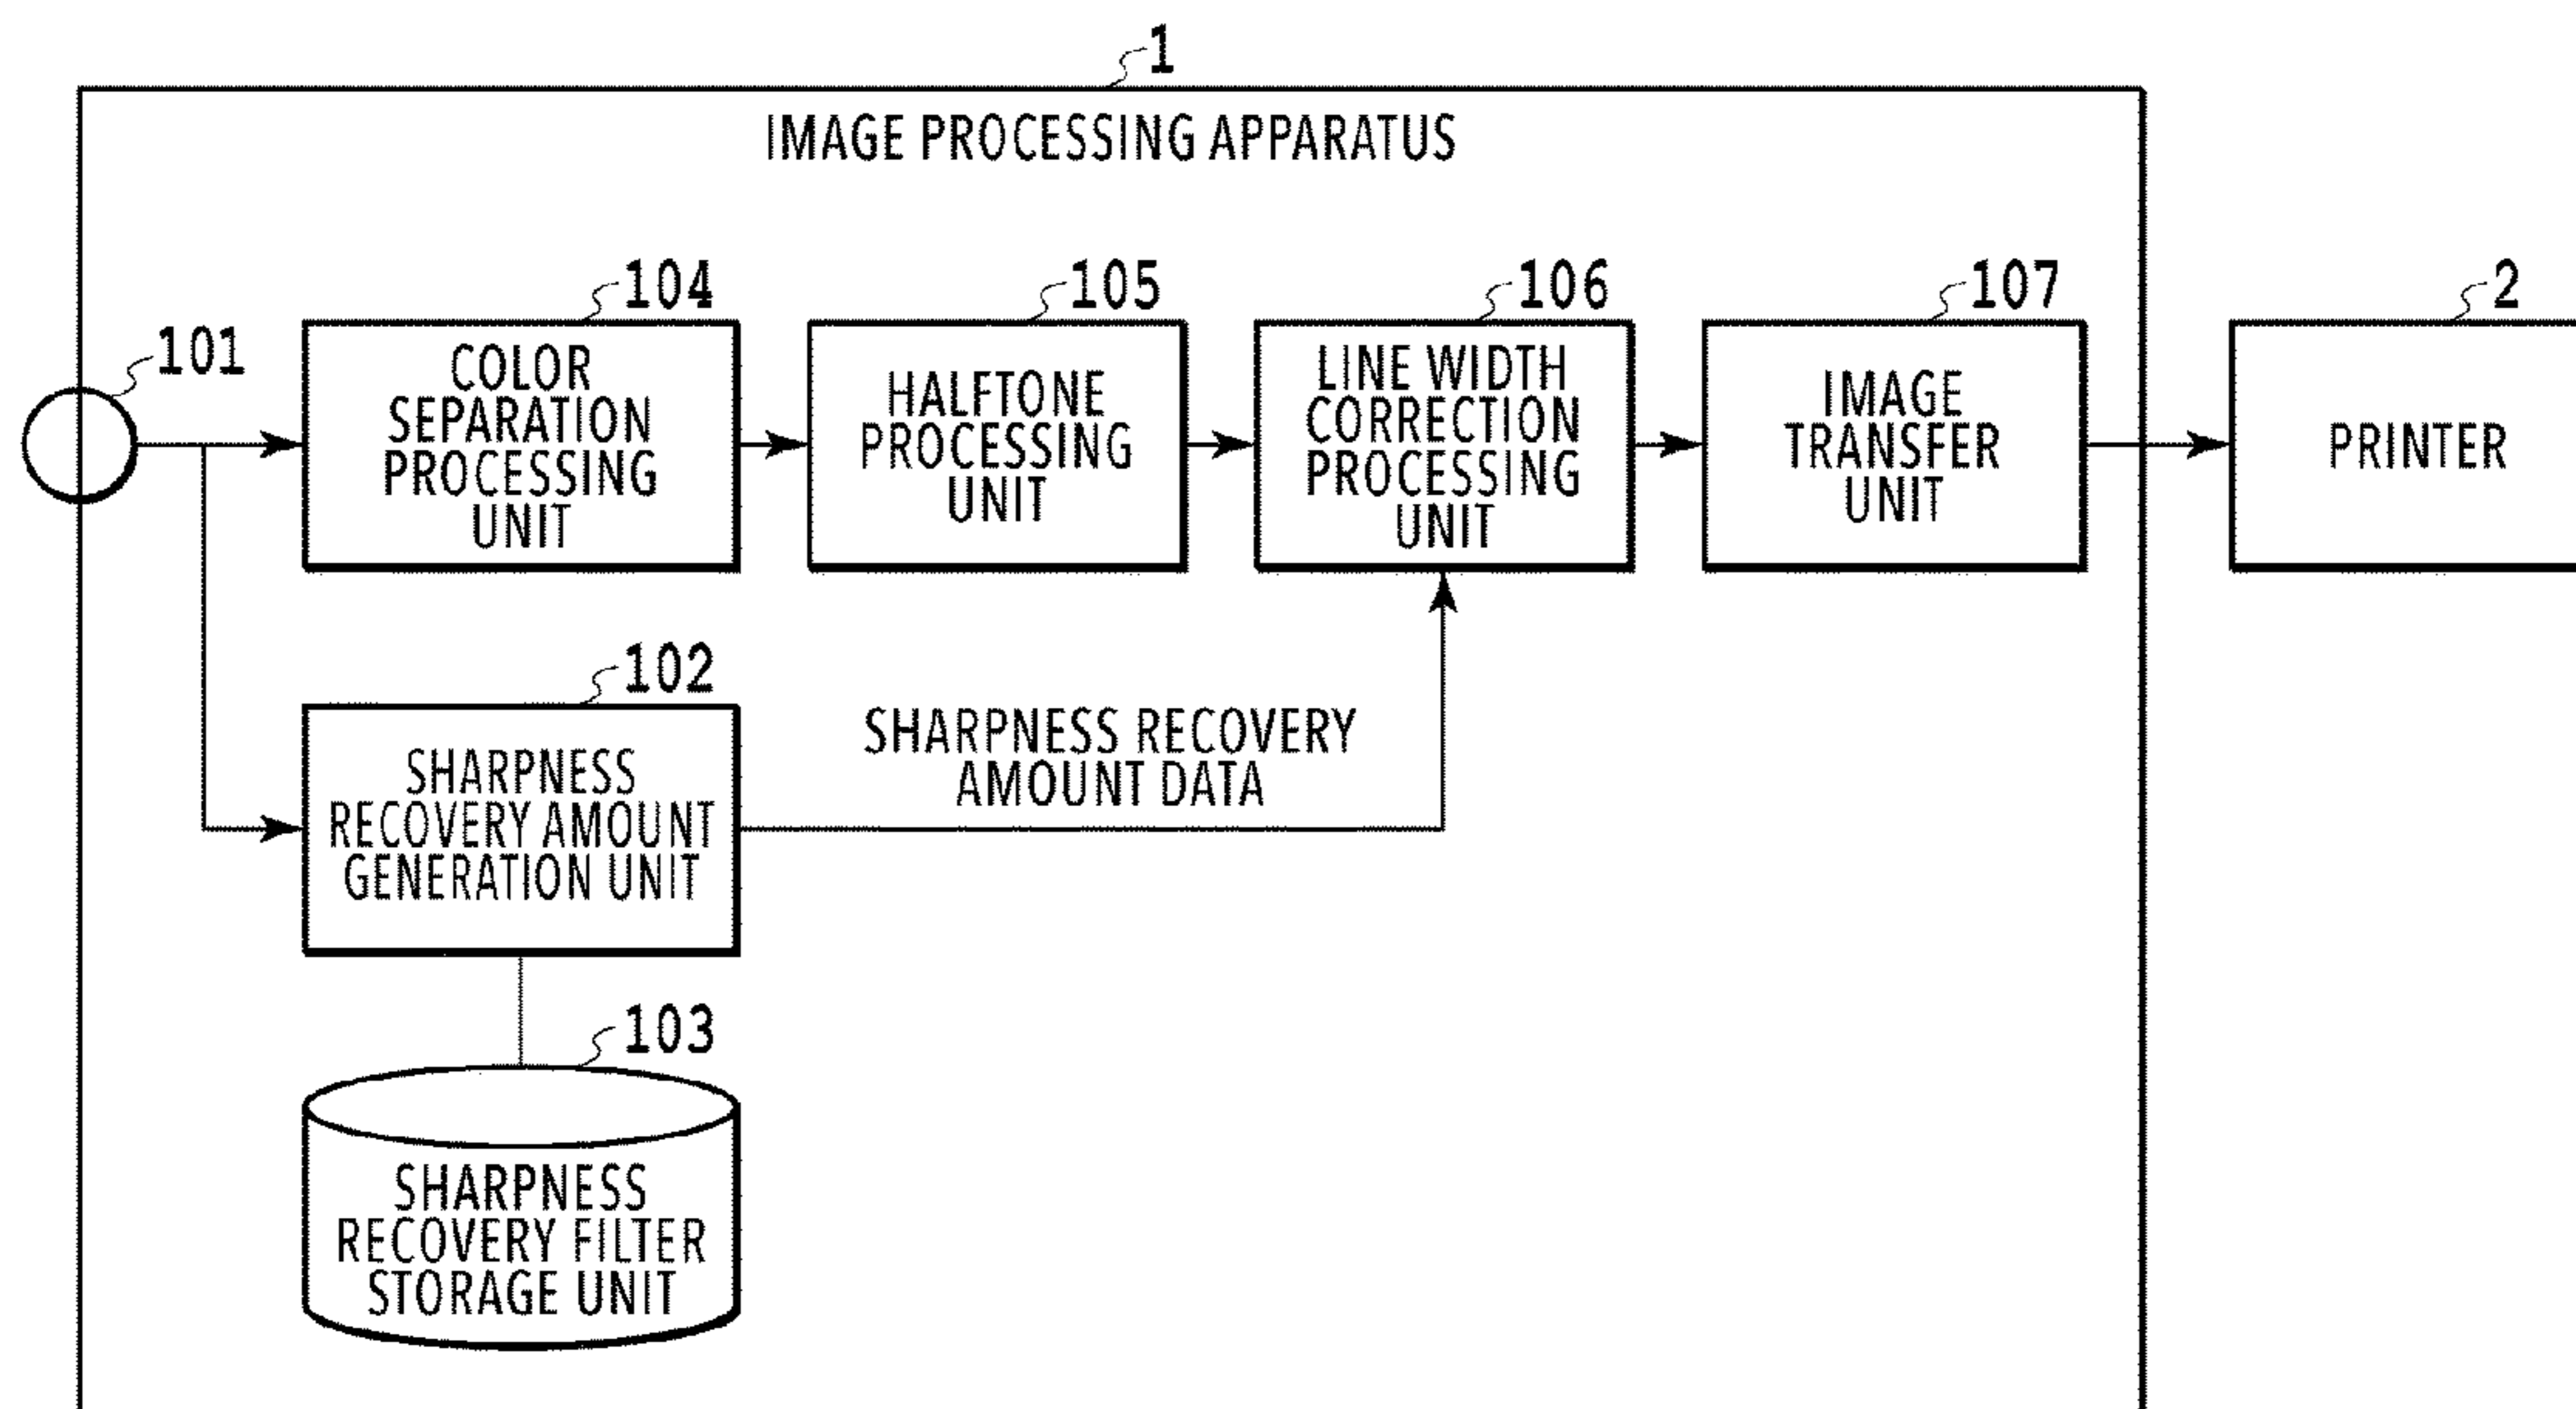 1
IMAGE PROCESSING APPARATUS
101
104
COLOR
SEPARATION
PROCESSING
UNIT
105
HALFTONE
PROCESSING
UNIT
106
LINE WIDTH
CORRECTION
PROCESSING
UNIT
107
IMAGE
TRANSFER
UNIT
2
PRINTER
102
SHARPNESS
RECOVERY AMOUNT
GENERATION UNIT
SHARPNESS RECOVERY
AMOUNT DATA
103
SHARPNESS
RECOVERY FILTER
STORAGE UNIT